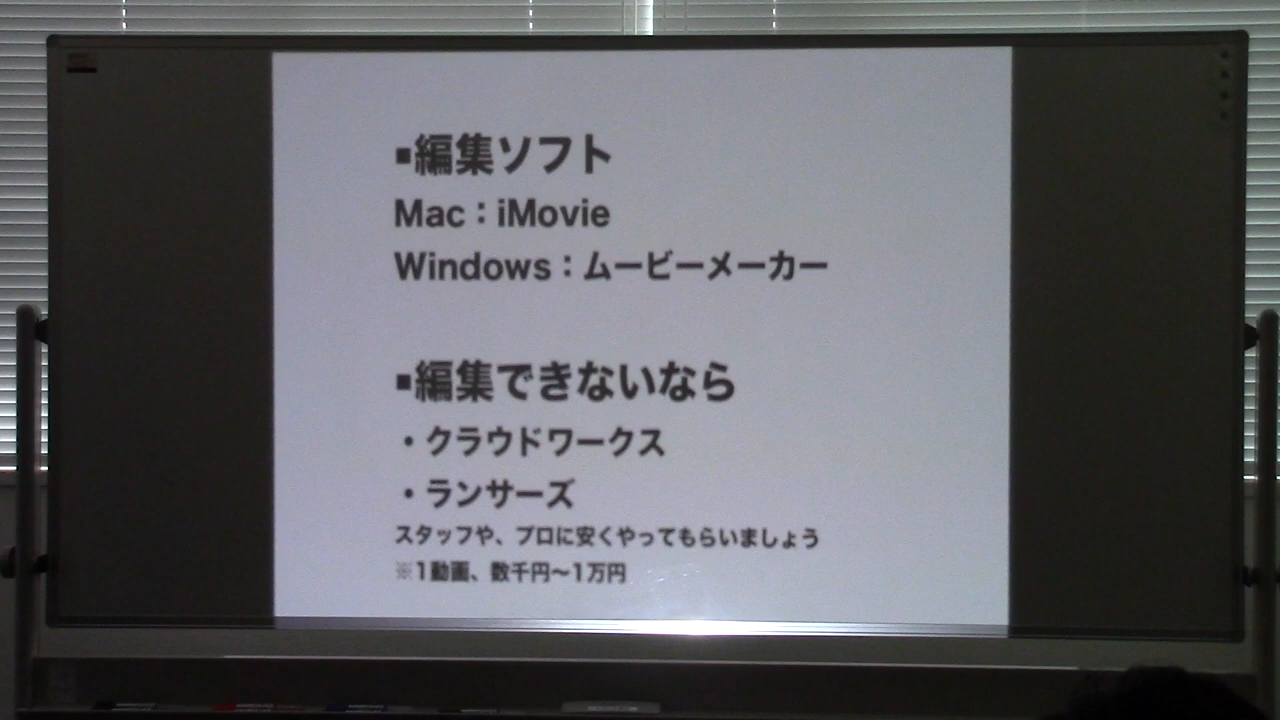 ▪編集ソフト
Mac：iMovie
Windows：ムービーメーカー
▪編集できないなら
・クラウドワークス
・ランサーズ
スタッフや、プロに安くやってもらいましょう
※1動画、数千円〜1万円